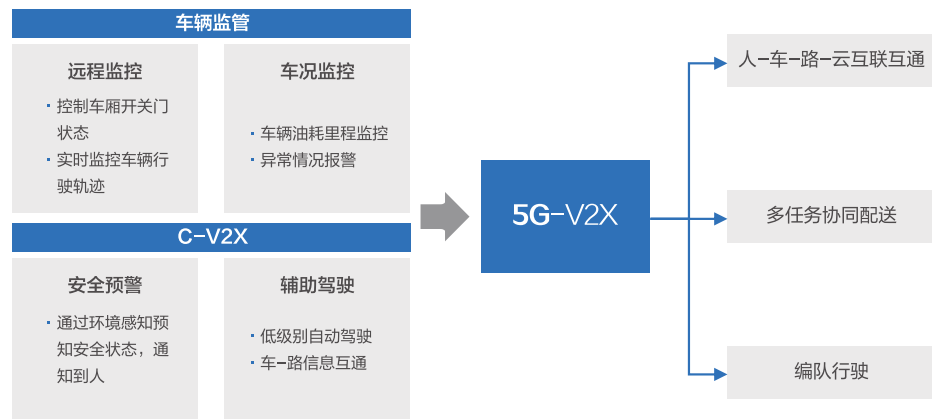 车辆监管
远程监控
控制车厢开关门
状态
实时监控车辆行
驶轨迹
车况监控
车辆油耗里程监控
异常情况报警
C-V2X
安全预警
通过环境感知预
知安全状态，通
知到人
辅助驾驶
低级别自动驾驶
车-路信息互通
5G-V2X
人-车-路-云互联互通
多任务协同配送
编队行驶